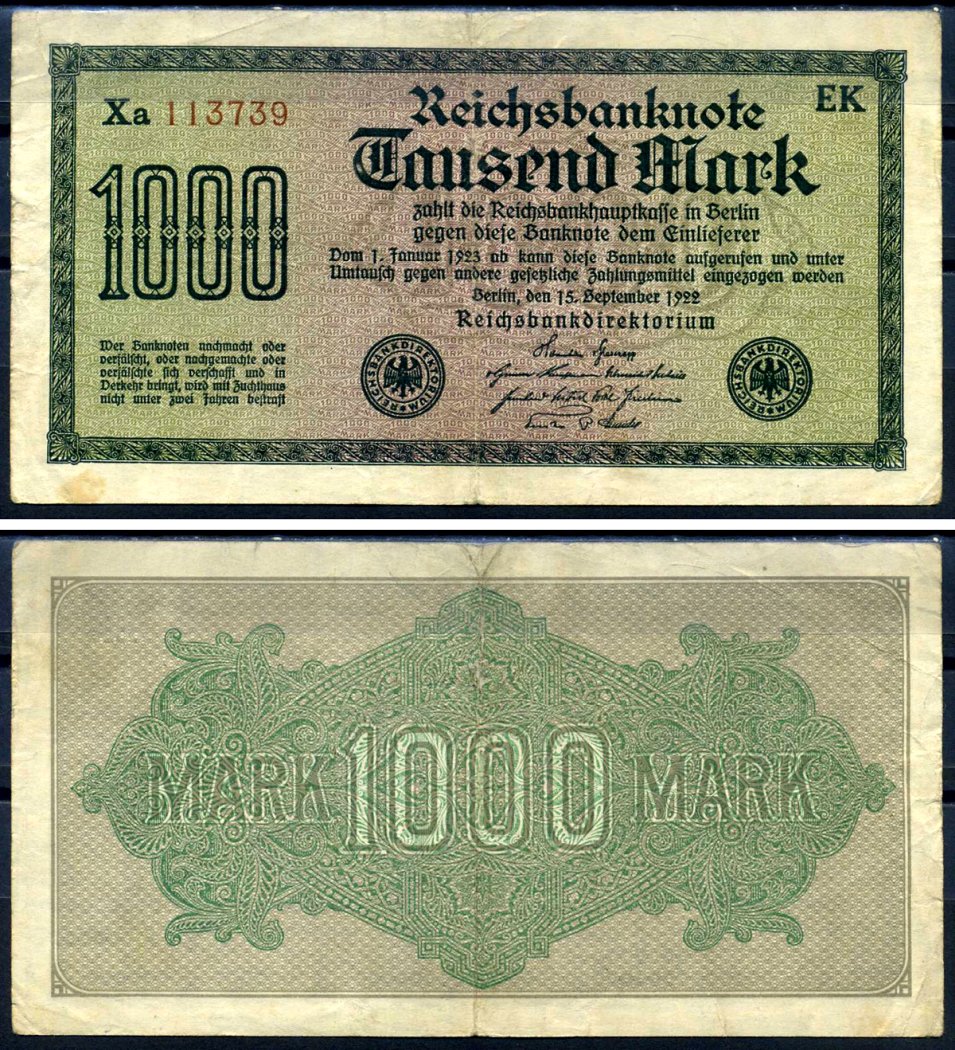 Xa 113739
EK
Reichsbanknote
Tausend Mark
zahlt die Reichsbankhauptkasse in Berlin
gegen diese Banknote dem Einlieferer
Vom 1. Januar 1923 ab kann diese Banknote aufgerufen und unter
Umtausch gegen andere gesetzliche Zahlungsmittel eingezogen werden
Berlin, den 15. September 1922
Reichsbankdirektorium
1000
Wer Banknoten nachmacht oder
verfälscht, oder nachgemachte oder
verfälschte sich verschafft und in
Verkehr bringt, wird mit Zuchthaus
nicht unter zwei Jahren bestraft
REICHSBANKDIREKTORIUM
REICHSBANKDIREKTORIUM
MARK 1000 MARK